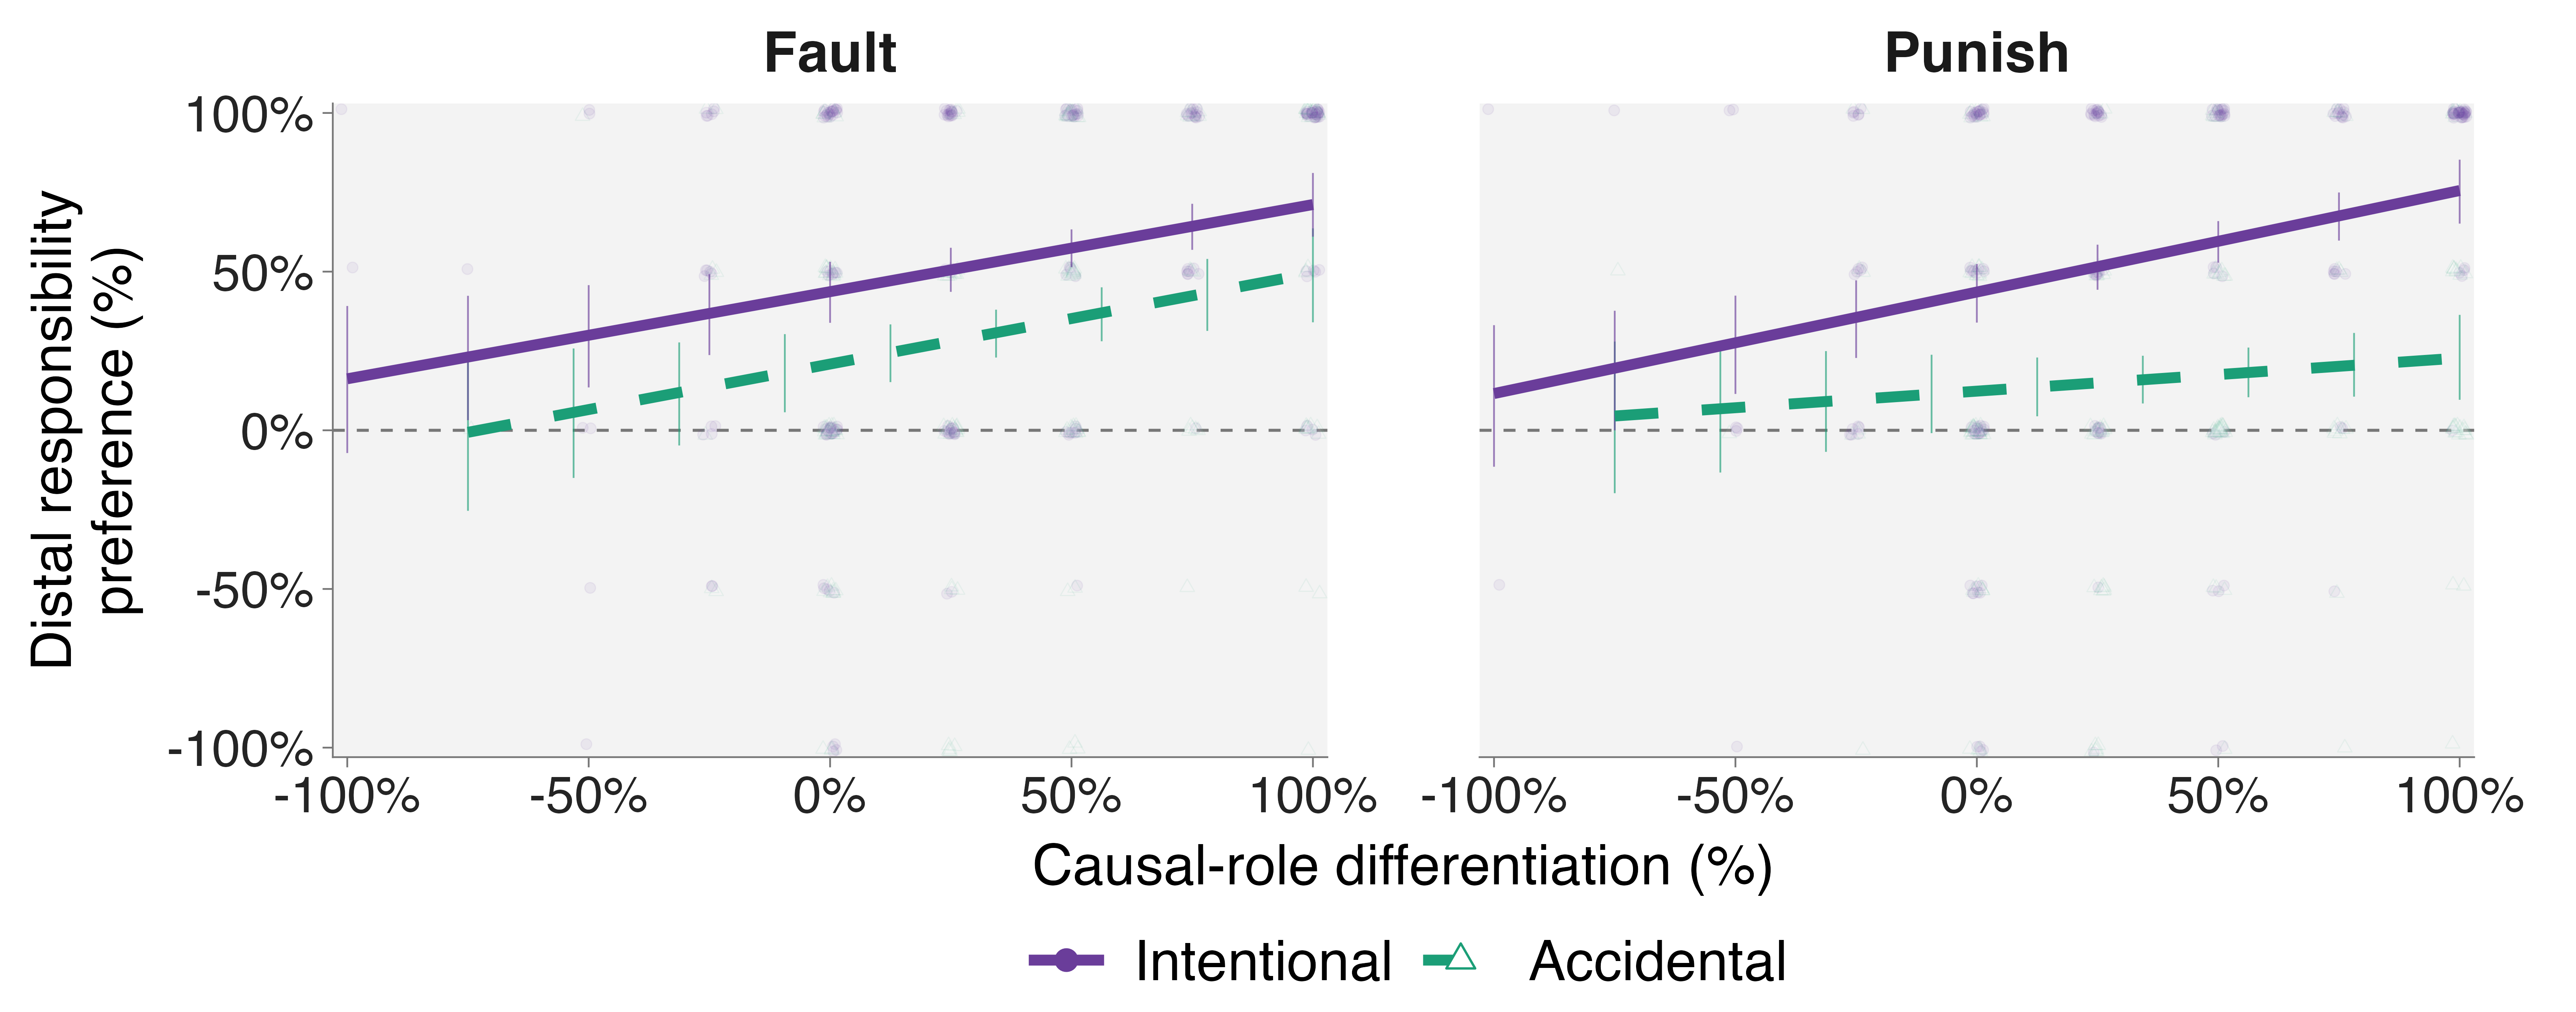 Fault
Punish
Distal responsibility
preference (%)
100%
50%
0%
-50%
-100%
-100%
-50%
0%
50%
100%
-100%
-50%
0%
50%
100%
Causal-role differentiation (%)
Intentional
Accidental